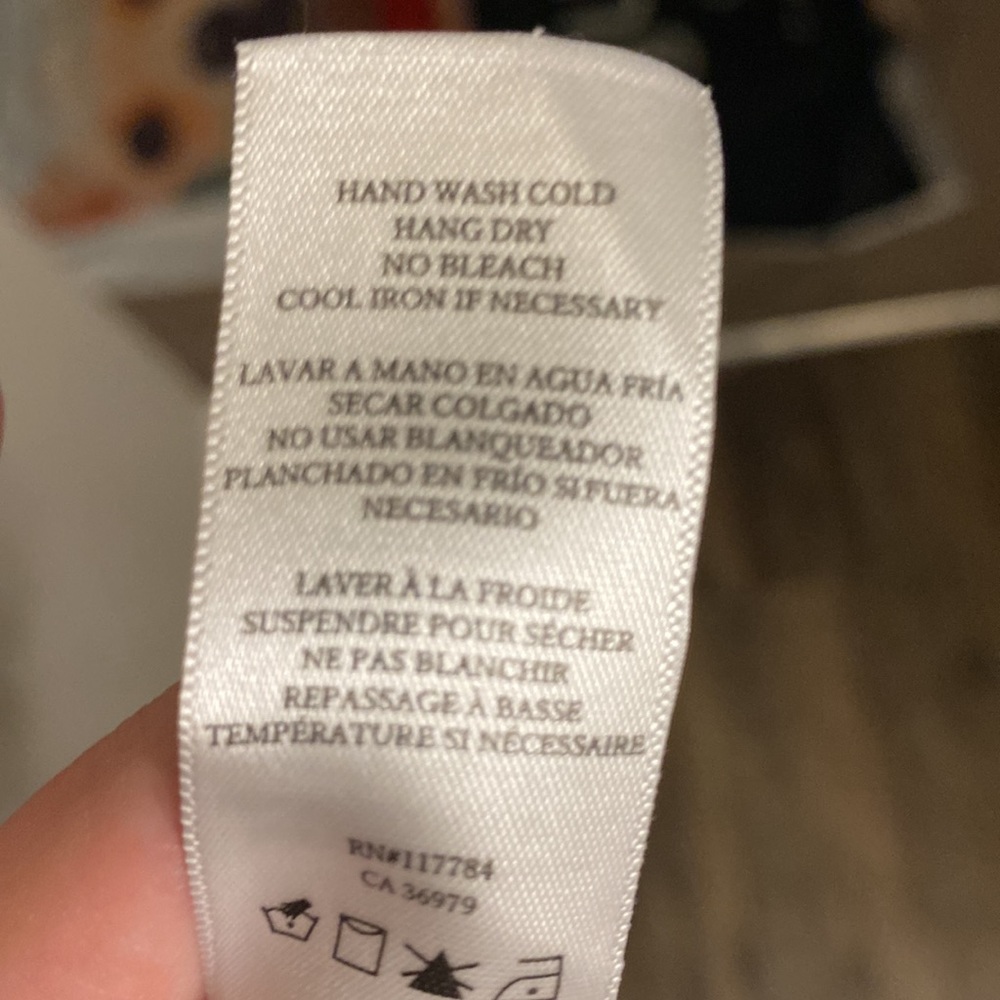 HAND WASH COLD
HANG DRY
NO BLEACH
COOL IRON IF NECESSARY
LAVAR A MANO EN AGUA FRÍA
SECAR COLGADO
NO USAR BLANQUEADOR
PLANCHADO EN FRÍO SI FUERA
NECESARIO
LAVER À LA FROIDE
SUSPENDRE POUR SÉCHER
NE PAS BLANCHIR
REPASSAGE À BASSE
TEMPÉRATURE SI NÉCESSAIRE
RN#117784
CA 36979